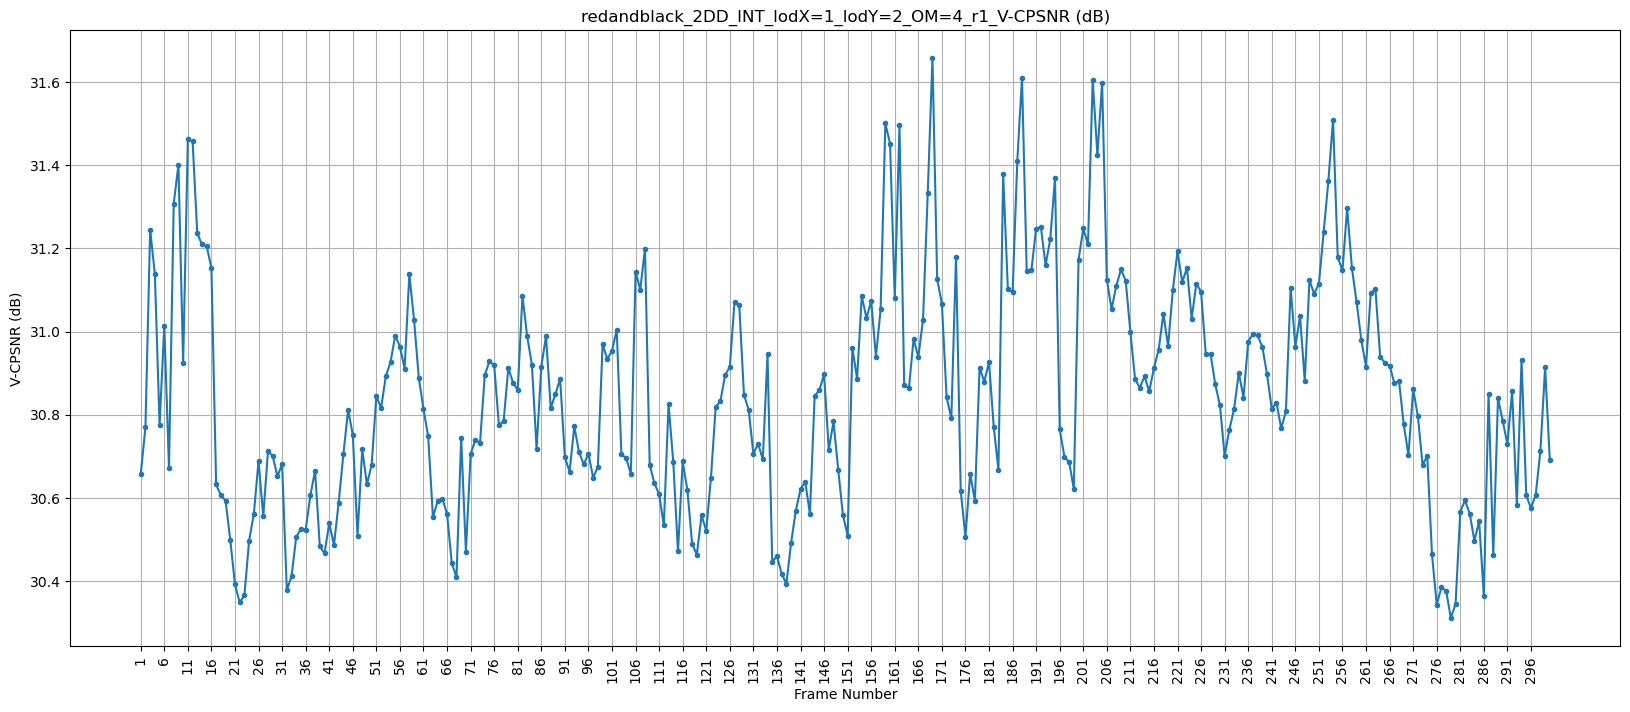 redandblack_2DD_INT_lodX=1_lodY=2_OM=4_r1_V-CPSNR (dB)
V-CPSNR (dB)
31.6
31.4
31.2
31.0
30.8
30.6
30.4
1 6 11 16 21 26 31 36 41 46 51 56 61 66 71 76 81 86 91 96 101 106 111 116 121 126 131 136 141 146 151 156 161 166 171 176 181 186 191 196 201 206 211 216 221 226 231 236 241 246 251 256 261 266 271 276 281 286 291 296
Frame Number